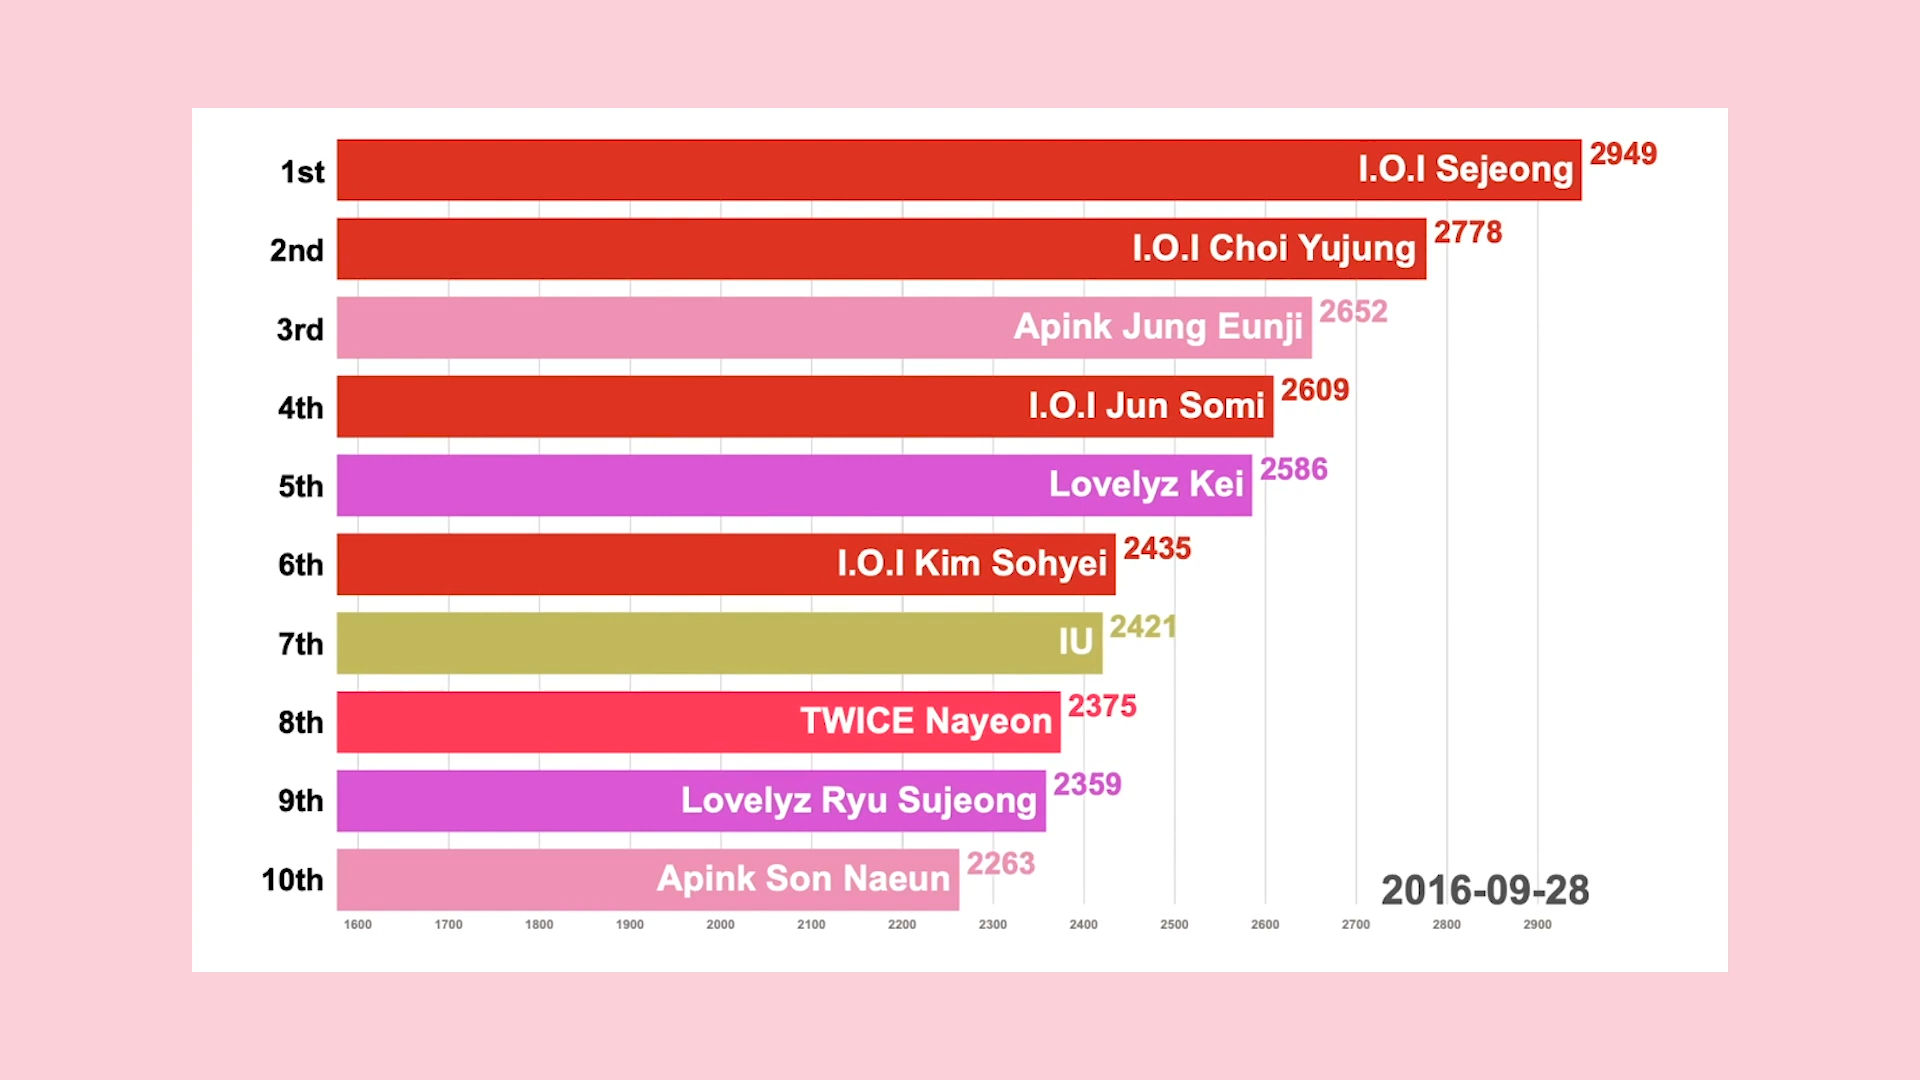 1st I.O.I Sejeong 2949
2nd I.O.I Choi Yujung 2778
3rd Apink Jung Eunji 2652
4th I.O.I Jun Somi 2609
5th Lovelyz Kei 2586
6th I.O.I Kim Sohyei 2435
7th IU 2421
8th TWICE Nayeon 2375
9th Lovelyz Ryu Sujeong 2359
10th Apink Son Naeun 2263
2016-09-28
1600 1700 1800 1900 2000 2100 2200 2300 2400 2500 2600 2700 2800 2900